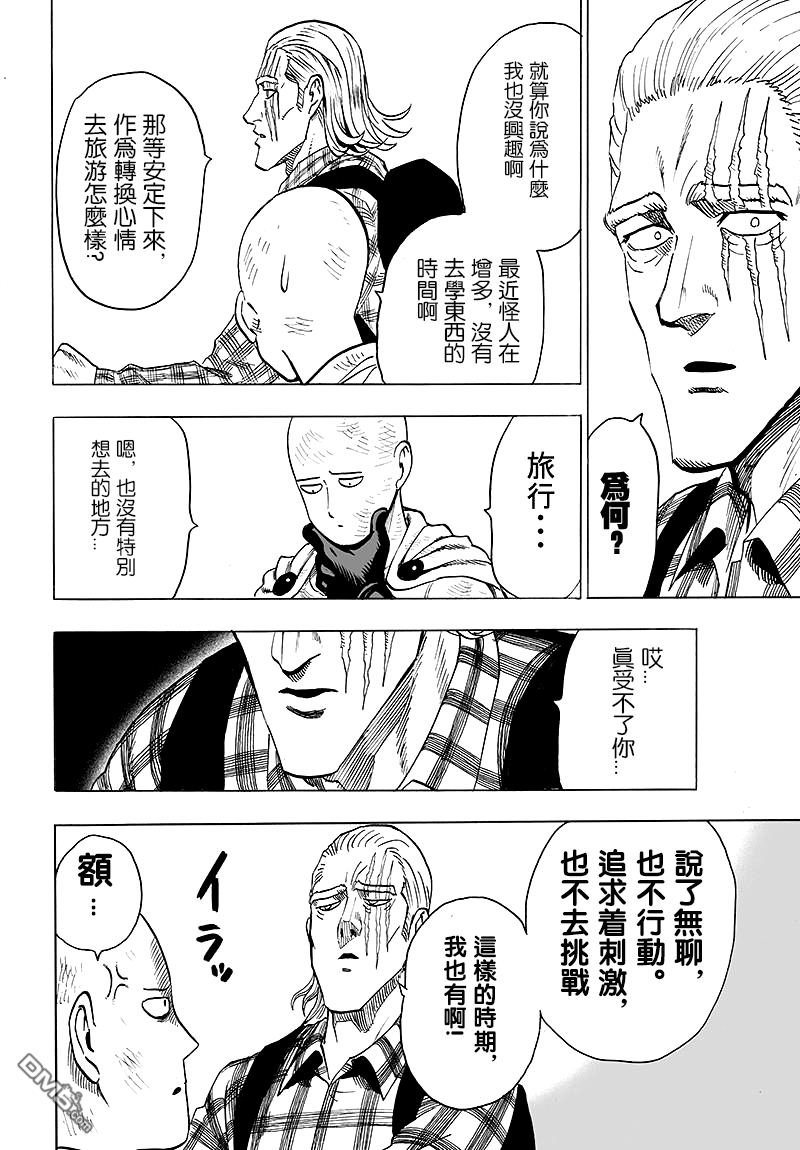 為何?
就算你說為什麼
我也沒興趣啊
最近怪人在
增多，沒有
去學東西的
時間啊
那等安定下來，
作為轉換心情
去旅游怎麼樣?
旅行…
嗯，也沒有特別
想去的地方…
哎…
真受不了你…
說了無聊，
也不行動。
追求着刺激，
也不去挑戰
這樣的時期，
我也有啊!!
イラッ
額…
DM5